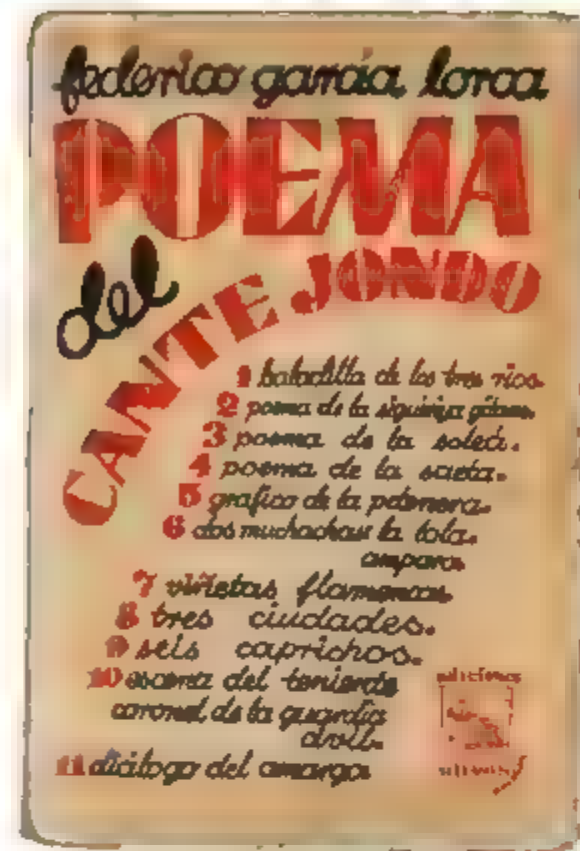 federico garcía lorca
POEMA
del
CANTE JONDO
1 baladilla de los tres ríos.
2 poema de la siguiriya gitana.
3 poema de la soleá.
4 poema de la saeta.
5 gráfico de la petenera.
6 dos muchachas la lola.
amparo.
7 viñetas flamencas
8 tres ciudades.
9 seis caprichos.
10 escena del teniente
coronel de la guardia
civil.
11 diálogo del amargo
ediciones